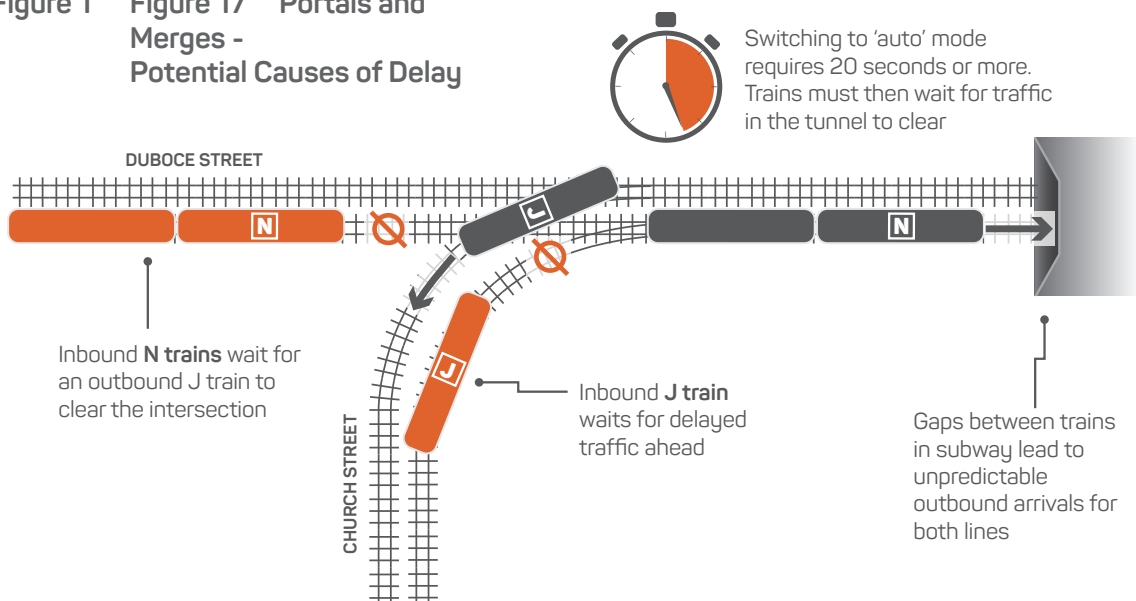 Figure 1 Figure 17 Portals and
Merges -
Potential Causes of Delay
Switching to ‘auto’ mode
requires 20 seconds or more.
Trains must then wait for traffic
in the tunnel to clear
DUBOCE STREET
N
J
N
J
Inbound N trains wait for
an outbound J train to
clear the intersection
Inbound J train
waits for delayed
traffic ahead
Gaps between trains
in subway lead to
unpredictable
outbound arrivals for
both lines
CHURCH STREET